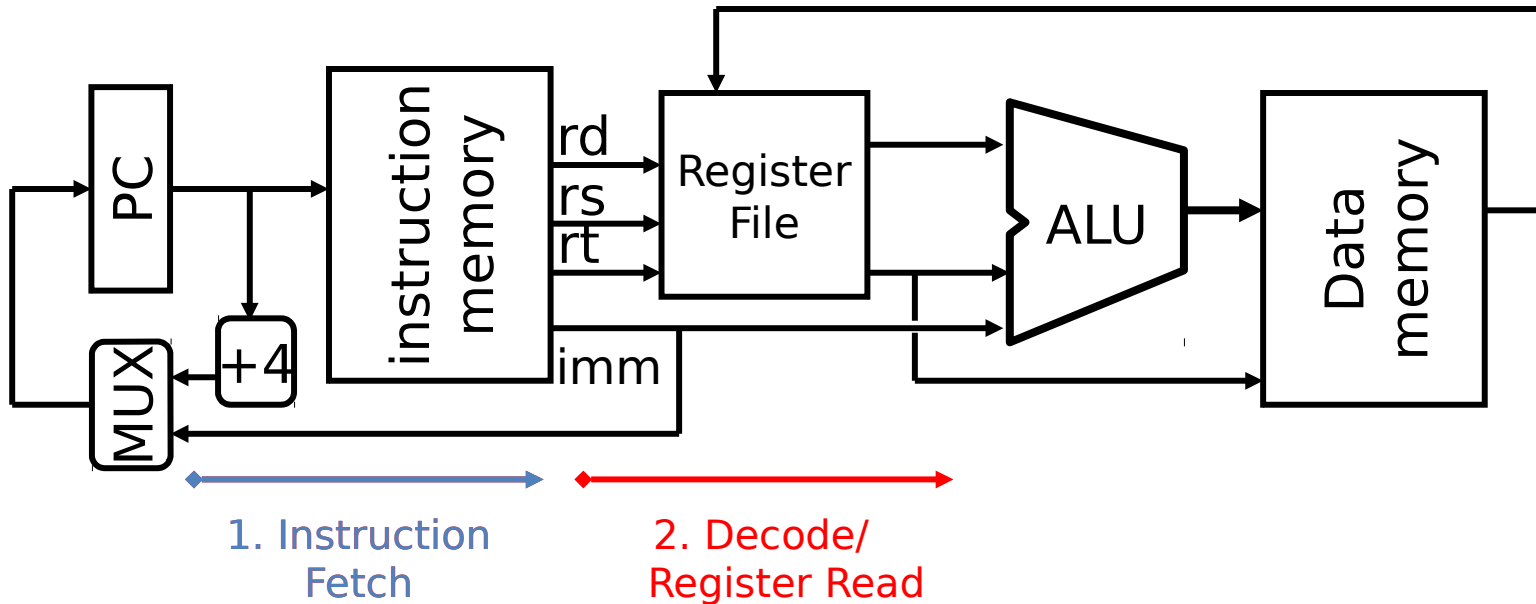 PC
+4
MUX
instruction
memory
rd
rs
rt
imm
Register
File
ALU
Data
memory
1. Instruction
Fetch
2. Decode/
Register Read